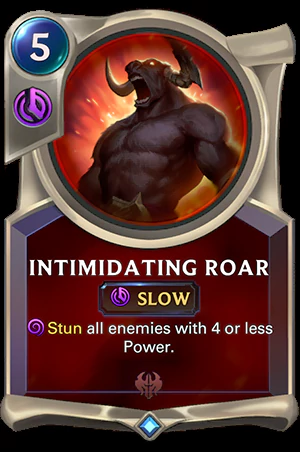 5
INTIMIDATING ROAR
SLOW
Stun all enemies with 4 or less
Power.